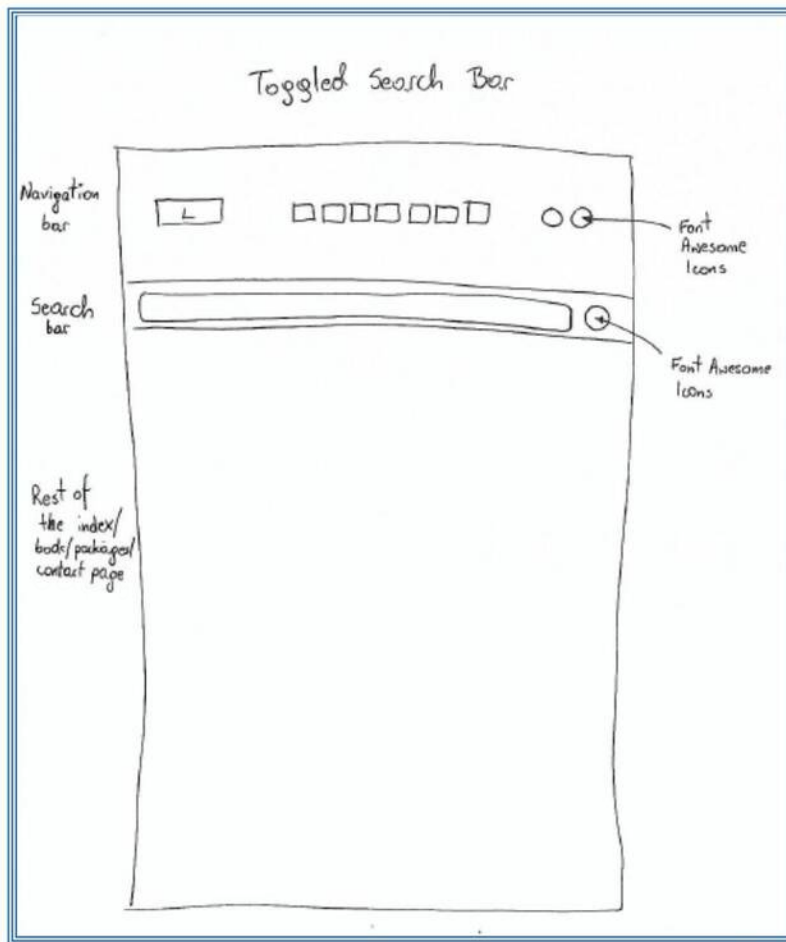 Toggled Search Bar
Navigation
bar
L
Font
Awesome
Icons
Search
bar
Font Awesome
Icons
Rest of
the index/
book/packages/
contact page